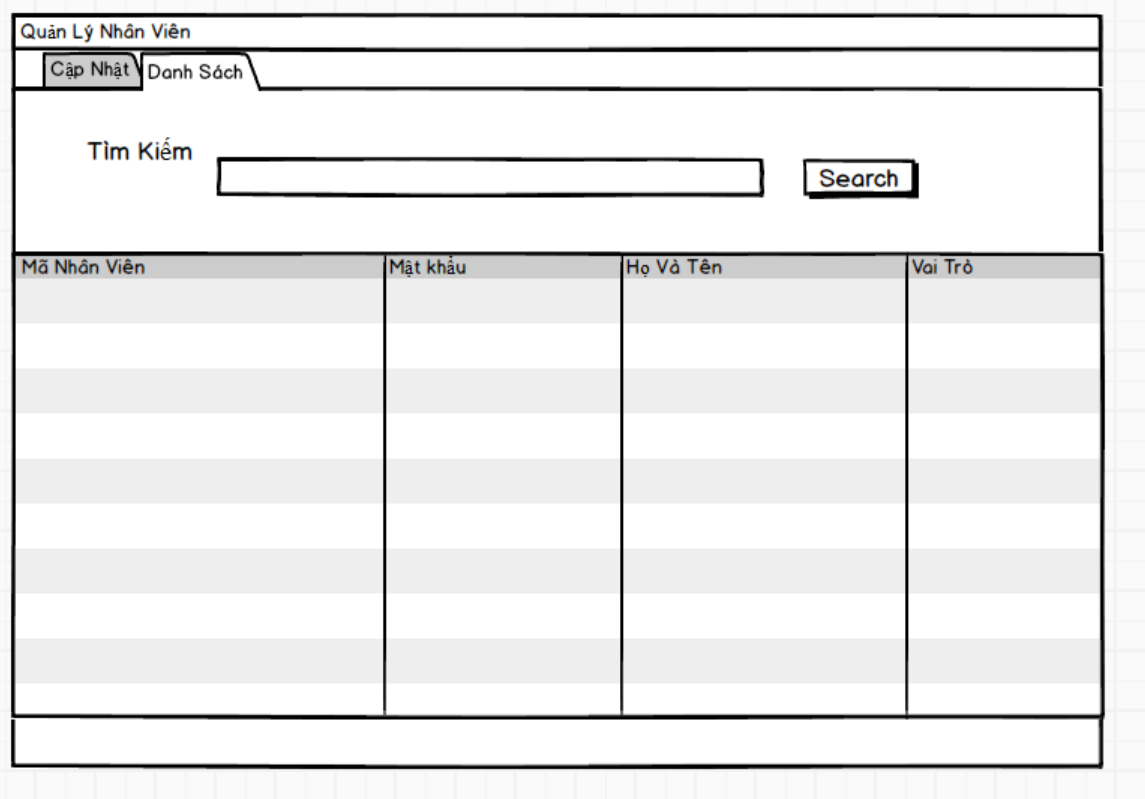 Quản Lý Nhân Viên
Cập Nhật Danh Sách
Tìm Kiếm
Search
Mã Nhân Viên Mật khẩu Họ Và Tên Vai Trò